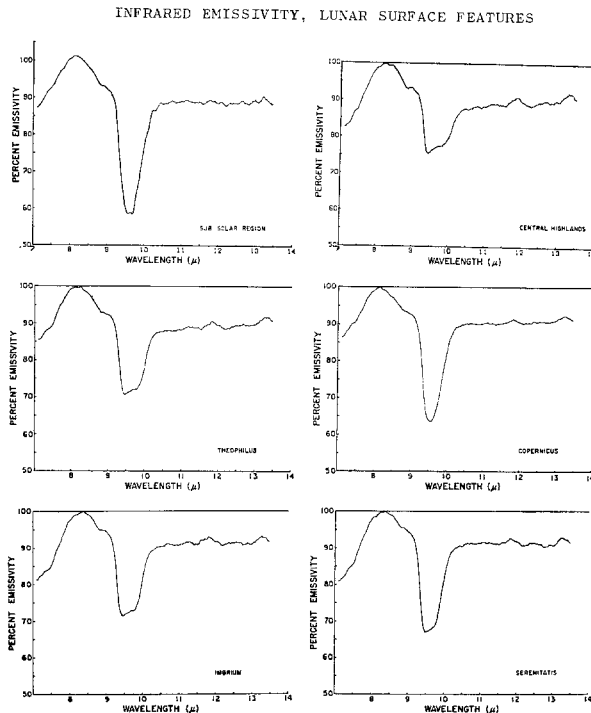 INFRARED EMISSIVITY, LUNAR SURFACE FEATURES
PERCENT EMISSIVITY
100
90
80
70
60
50
8 9 10 11 12 13 14
WAVELENGTH (μ)
SUB SOLAR REGION
PERCENT EMISSIVITY
100
90
80
70
60
50
8 9 10 11 12 13 14
WAVELENGTH (μ)
CENTRAL HIGHLANDS
PERCENT EMISSIVITY
100
90
80
70
60
50
8 9 10 11 12 13 14
WAVELENGTH (μ)
THEOPHILUS
PERCENT EMISSIVITY
100
90
80
70
60
50
8 9 10 11 12 13 14
WAVELENGTH (μ)
COPERNICUS
PERCENT EMISSIVITY
100
90
80
70
60
50
8 9 10 11 12 13 14
WAVELENGTH (μ)
IMBRIUM
PERCENT EMISSIVITY
100
90
80
70
60
50
8 9 10 11 12 13 14
WAVELENGTH (μ)
SERENITATIS